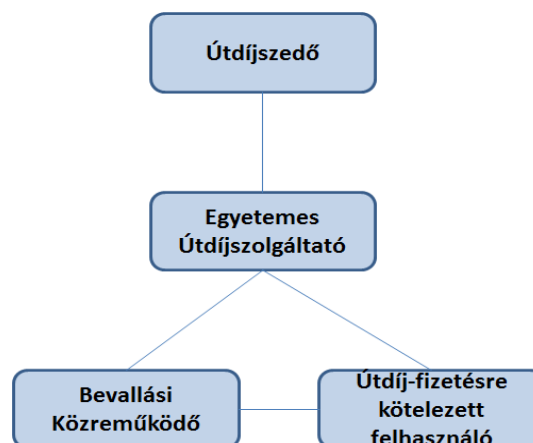 Útdíjszedő
Egyetemes
Útdíjszolgáltató
Bevallási
Közreműködő
Útdíj-fizetésre
kötelezett
felhasználó